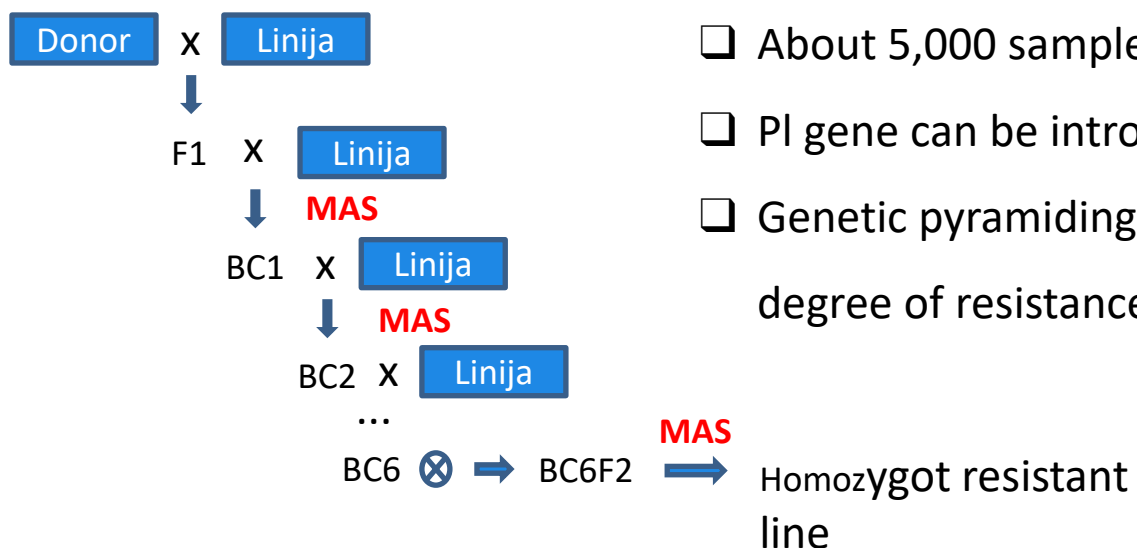 Donor x Linija
F1 x Linija
MAS
BC1 x Linija
MAS
BC2 x Linija
...
BC6 BC6F2 MAS
Homozygot resistant
line
About 5,000 sample
Pl gene can be intro
Genetic pyramiding
degree of resistance